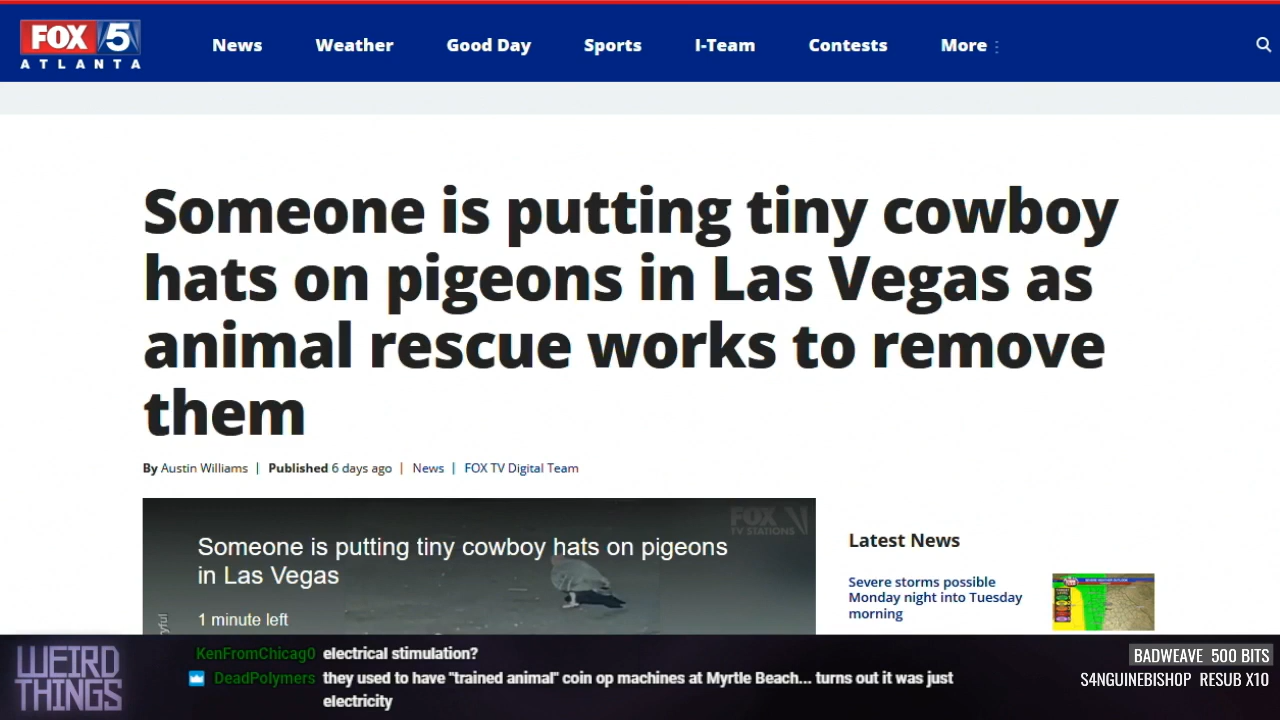 FOX 5
ATLANTA
News
Weather
Good Day
Sports
I-Team
Contests
More
Someone is putting tiny cowboy
hats on pigeons in Las Vegas as
animal rescue works to remove
them
By Austin Williams | Published 6 days ago | News | FOX TV Digital Team
FOX
TV STATIONS
Someone is putting tiny cowboy hats on pigeons
in Las Vegas
1 minute left
Latest News
Severe storms possible
Monday night into Tuesday
morning
WEIRD
THINGS
KenFromChicag0 electrical stimulation?
DeadPolymers they used to have "trained animal" coin op machines at Myrtle Beach... turns out it was just
electricity
BADWEAVE 500 BITS
S4NGUINEBISHOP RESUB X10